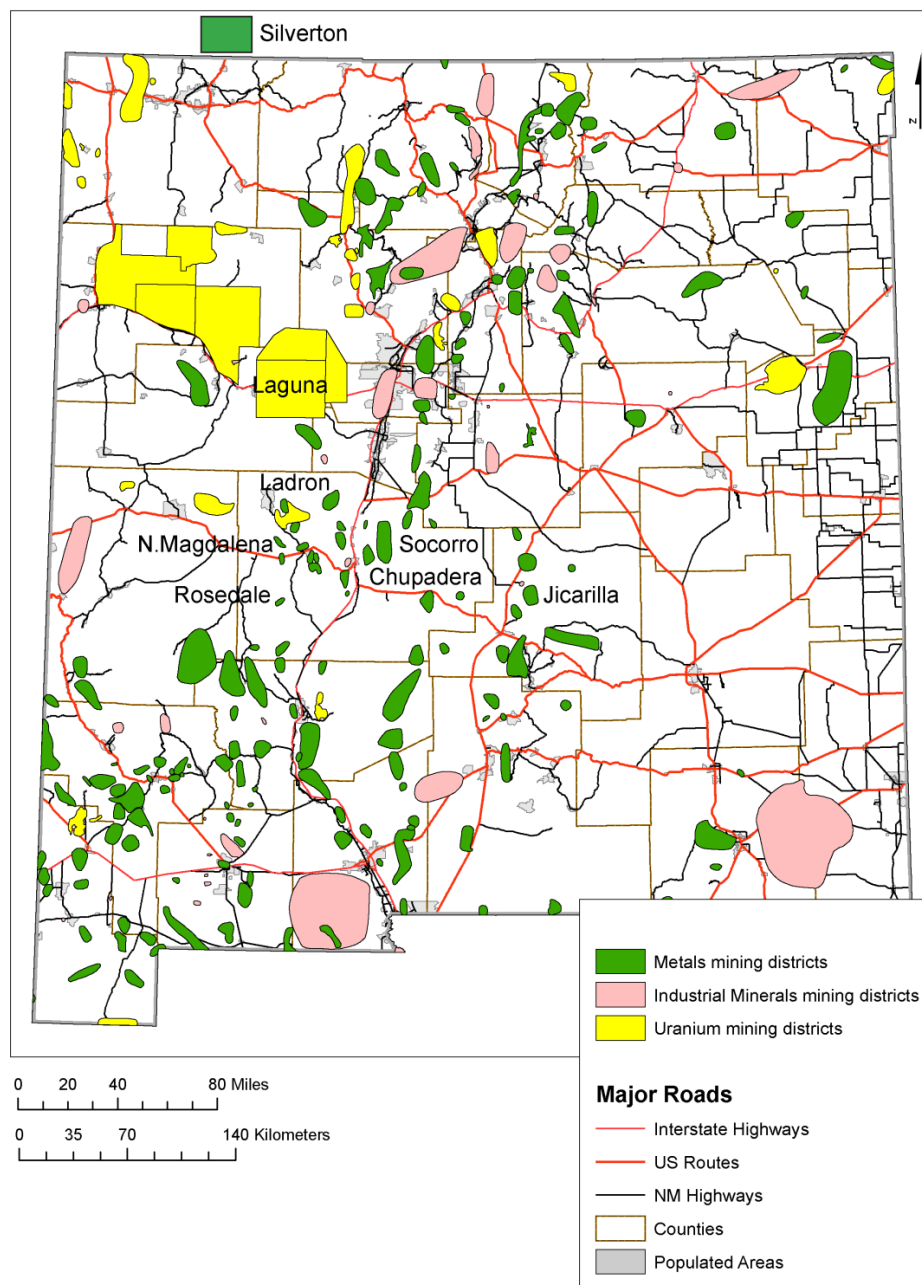 Silverton
N
Laguna
Ladron
N.Magdalena
Socorro
Chupadera
Rosedale
Jicarilla
Metals mining districts
Industrial Minerals mining districts
Uranium mining districts
0 20 40 80 Miles
0 35 70 140 Kilometers
Major Roads
Interstate Highways
US Routes
NM Highways
Counties
Populated Areas